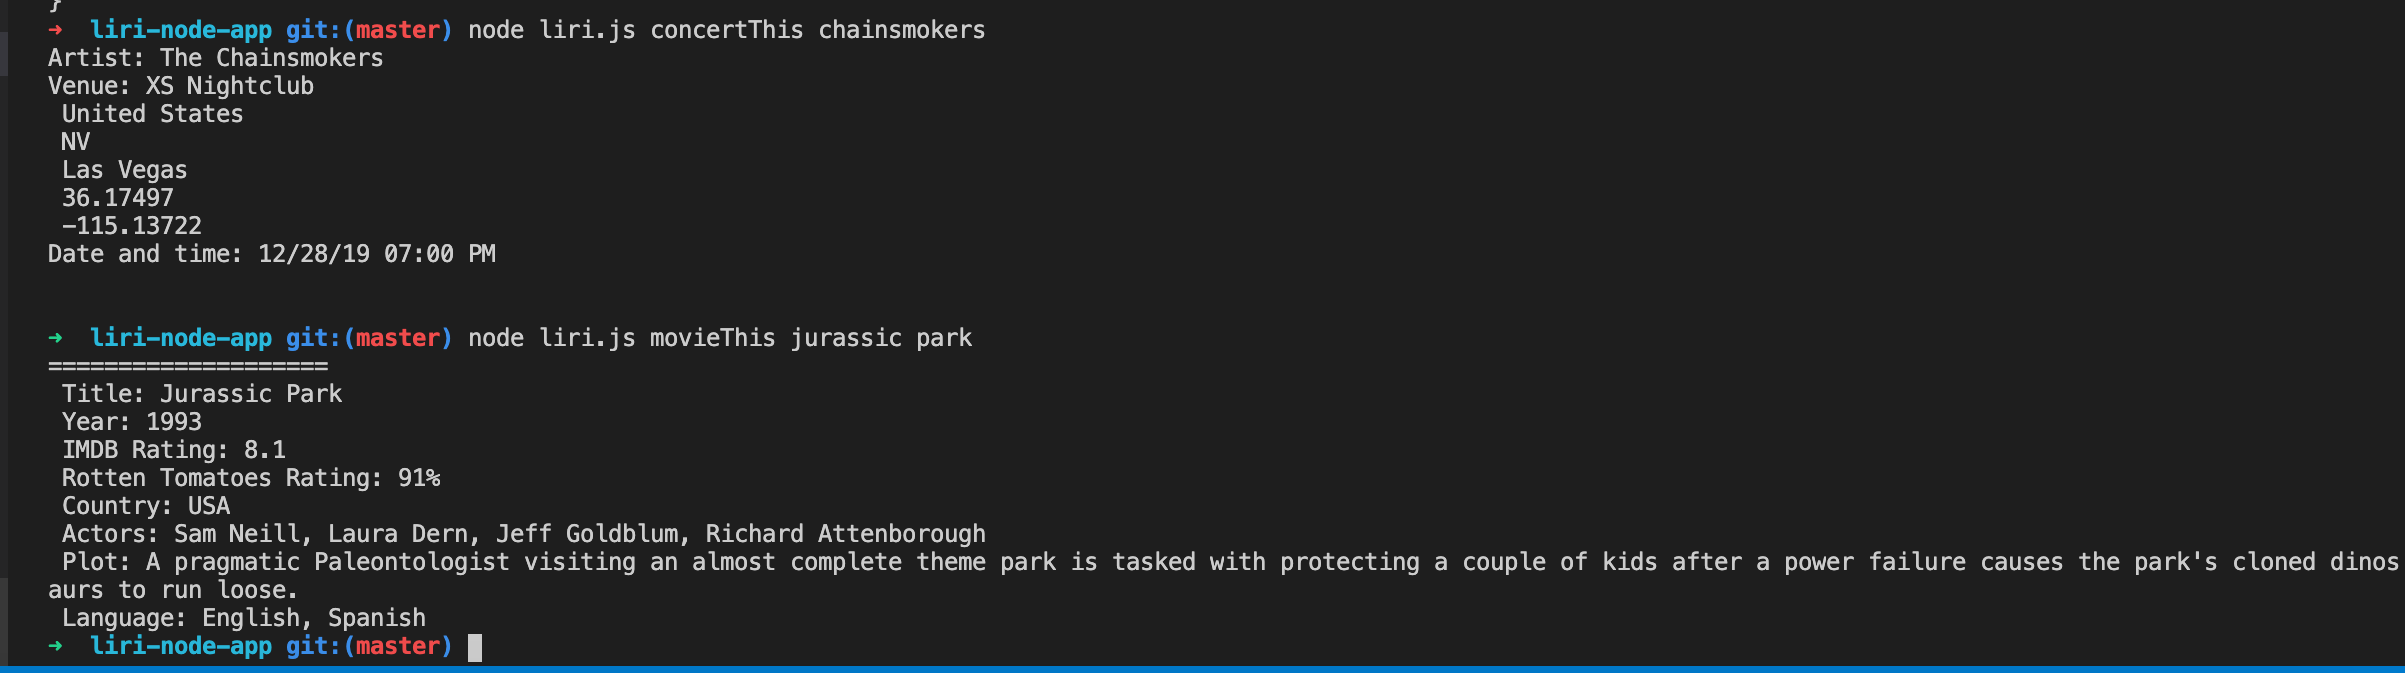 }
➜  liri-node-app git:(master) node liri.js concertThis chainsmokers
Artist: The Chainsmokers
Venue: XS Nightclub
 United States
 NV
 Las Vegas
 36.17497
 -115.13722
Date and time: 12/28/19 07:00 PM
➜  liri-node-app git:(master) node liri.js movieThis jurassic park
====================
 Title: Jurassic Park
 Year: 1993
 IMDB Rating: 8.1
 Rotten Tomatoes Rating: 91%
 Country: USA
 Actors: Sam Neill, Laura Dern, Jeff Goldblum, Richard Attenborough
 Plot: A pragmatic Paleontologist visiting an almost complete theme park is tasked with protecting a couple of kids after a power failure causes the park's cloned dinos
aurs to run loose.
 Language: English, Spanish
➜  liri-node-app git:(master)